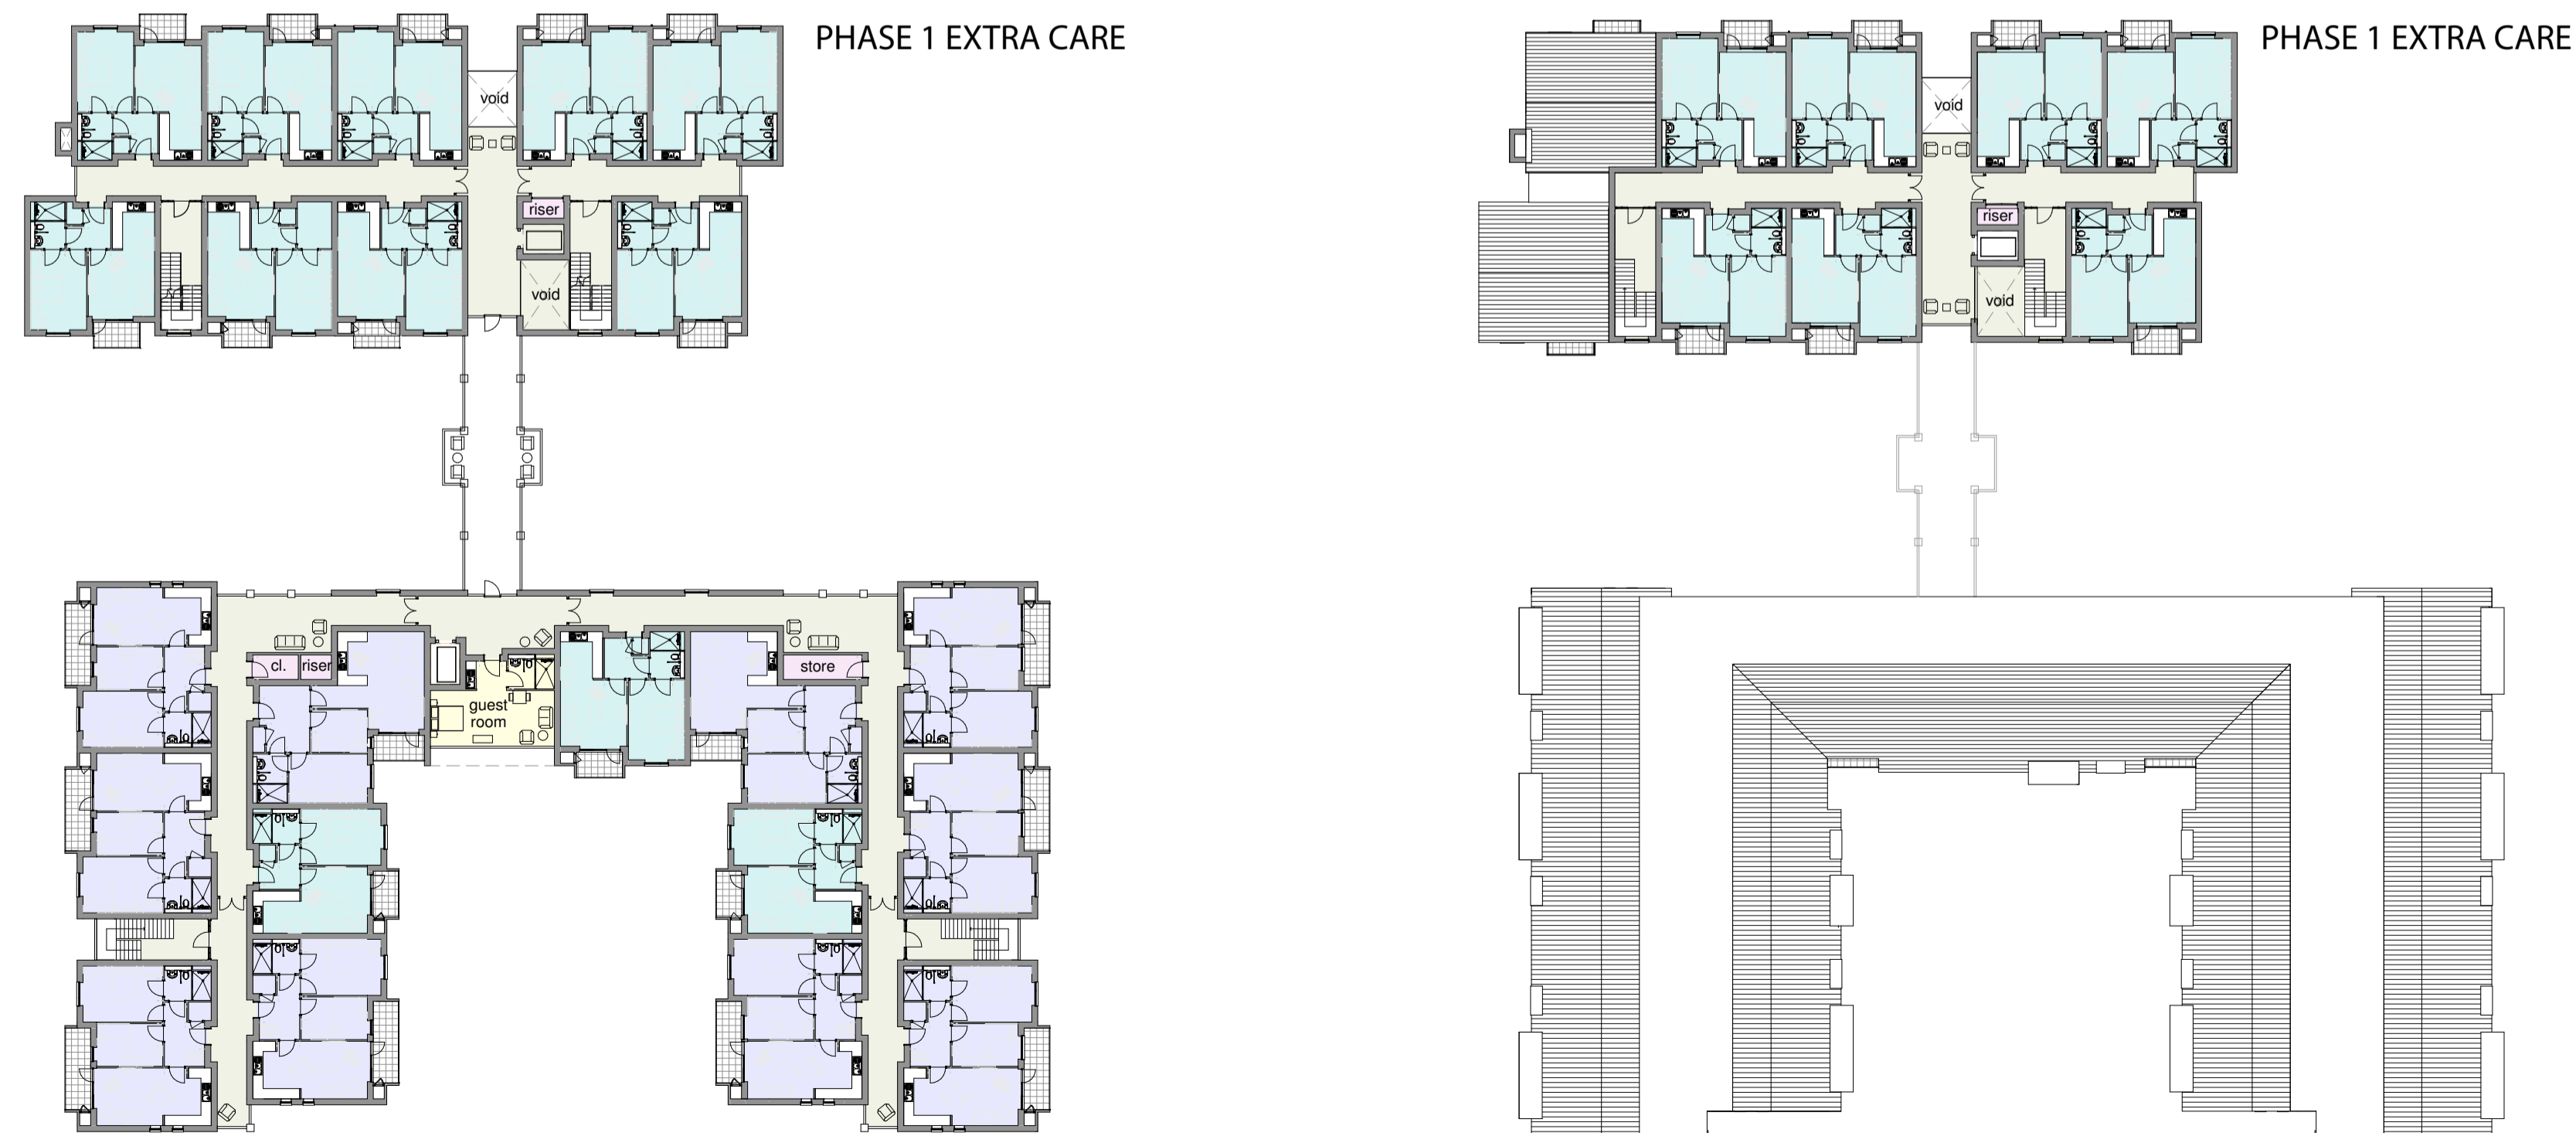 PHASE 1 EXTRA CARE
void
riser
void
cl.
riser
store
guest
room
PHASE 1 EXTRA CARE
void
riser
void